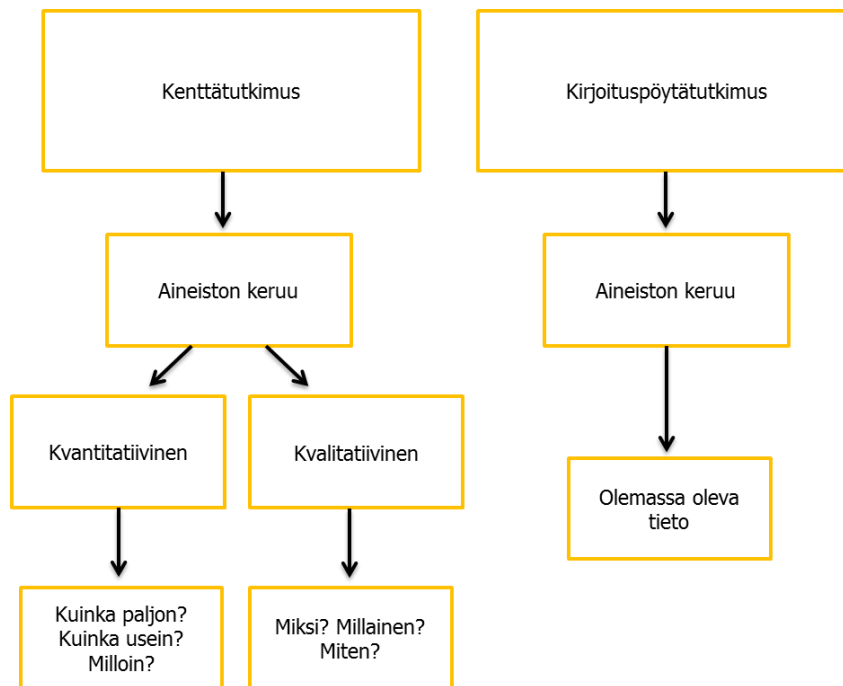 Kenttätutkimus
Kirjoituspöytätutkimus
Aineiston keruu
Aineiston keruu
Kvantitatiivinen
Kvalitatiivinen
Olemassa oleva
tieto
Kuinka paljon?
Kuinka usein?
Milloin?
Miksi? Millainen?
Miten?